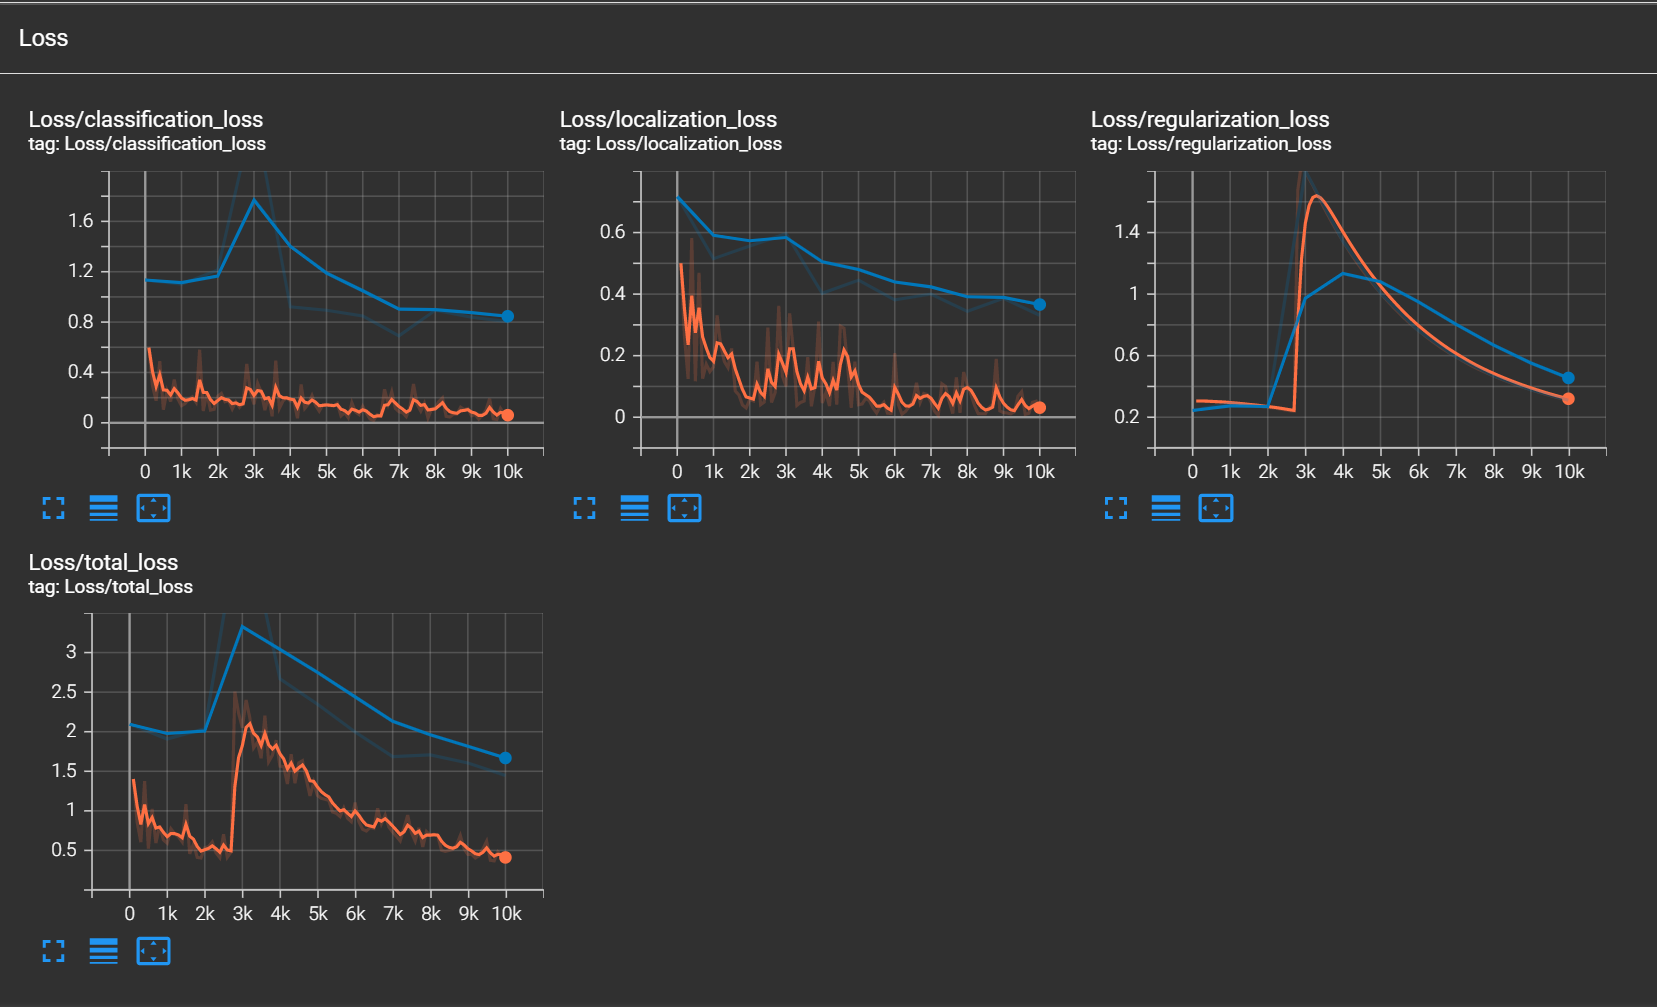 Loss
Loss/classification_loss
tag: Loss/classification_loss
1.6
1.2
0.8
0.4
0
0 1k 2k 3k 4k 5k 6k 7k 8k 9k 10k
Loss/localization_loss
tag: Loss/localization_loss
0.6
0.4
0.2
0
0 1k 2k 3k 4k 5k 6k 7k 8k 9k 10k
Loss/regularization_loss
tag: Loss/regularization_loss
1.4
1
0.6
0.2
0 1k 2k 3k 4k 5k 6k 7k 8k 9k 10k
Loss/total_loss
tag: Loss/total_loss
3
2.5
2
1.5
1
0.5
0 1k 2k 3k 4k 5k 6k 7k 8k 9k 10k